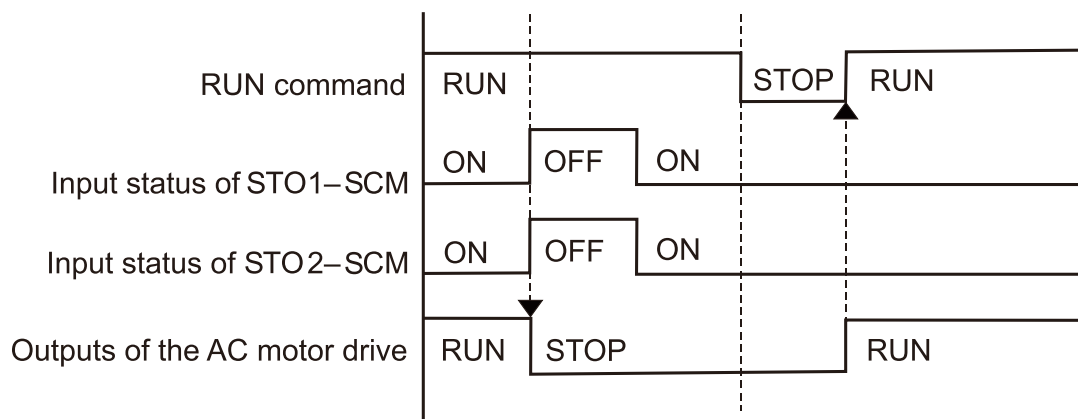 RUN command RUN STOP RUN
Input status of STO1–SCM ON OFF ON
Input status of STO2–SCM ON OFF ON
Outputs of the AC motor drive RUN STOP RUN